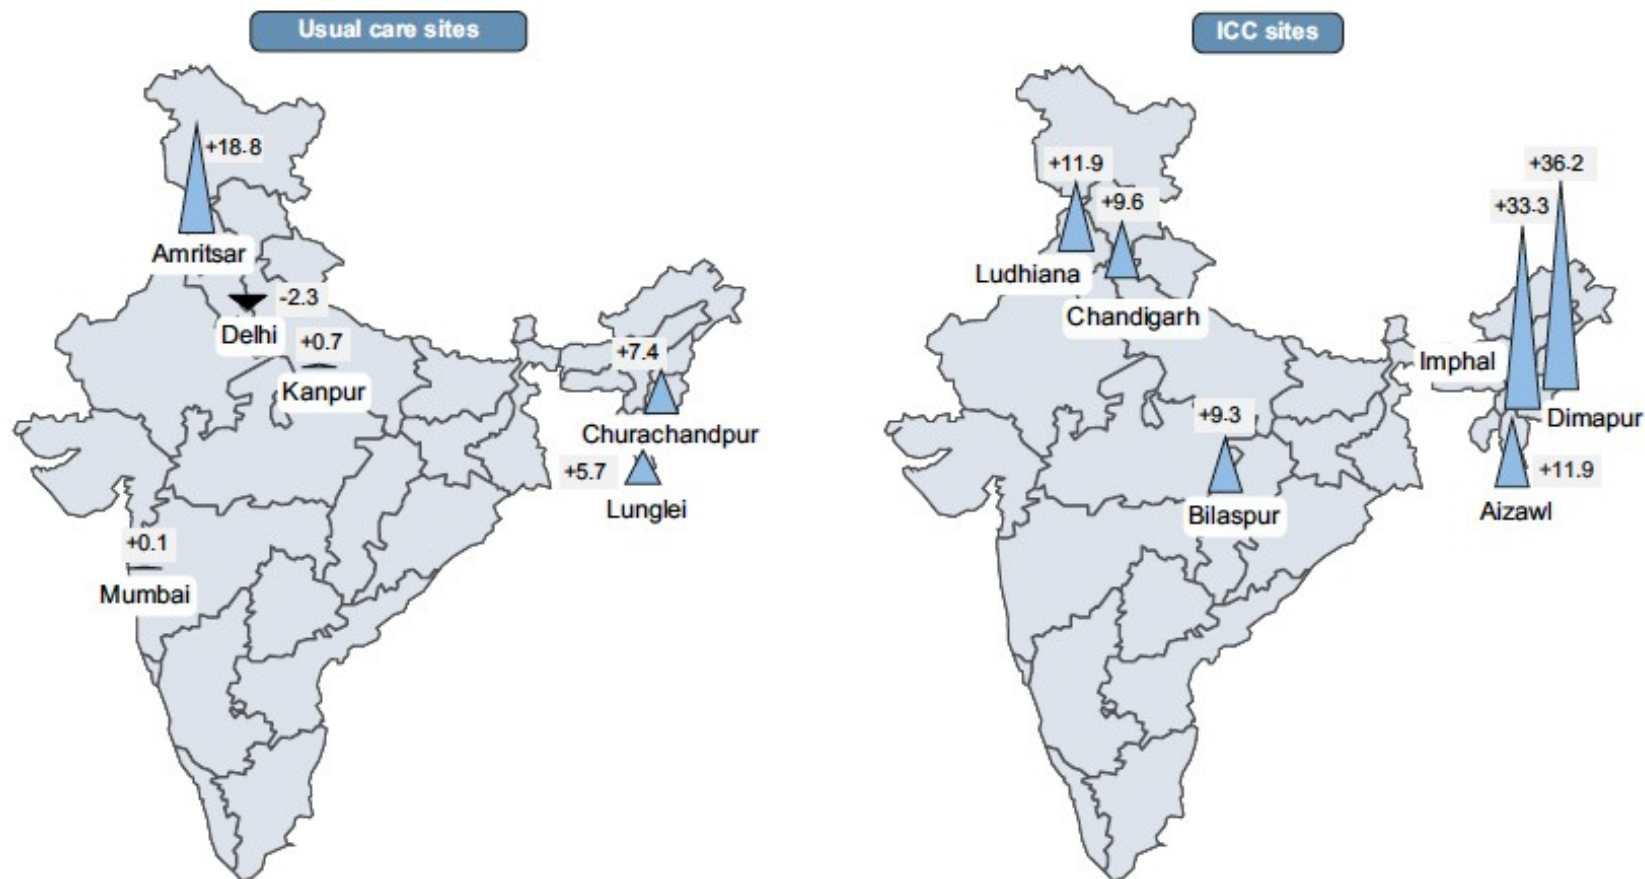 Usual care sites
+18.8
Amritsar
-2.3
Delhi
+0.7
Kanpur
+7.4
Churachandpur
+5.7
Lunglei
+0.1
Mumbai
ICC sites
+11.9
Ludhiana
+9.6
Chandigarh
+36.2
+33.3
Imphal
Dimapur
+9.3
Bilaspur
+11.9
Aizawl